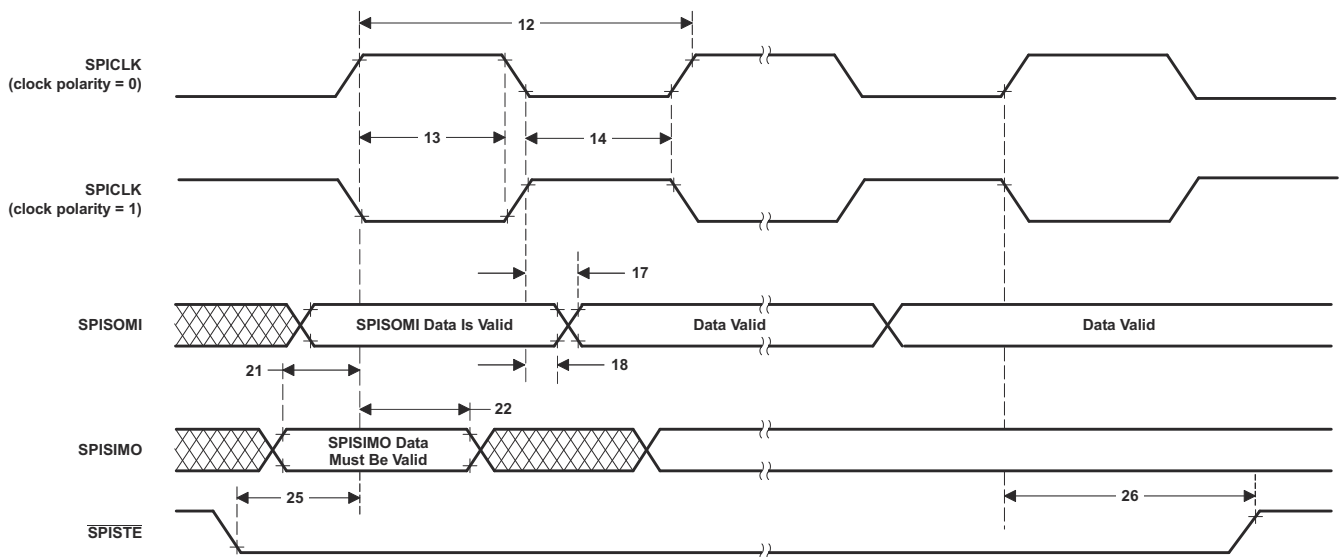 12
SPICLK
(clock polarity = 0)
13
14
SPICLK
(clock polarity = 1)
17
SPISOMI
SPISOMI Data Is Valid
Data Valid
Data Valid
21
18
22
SPISIMO
SPISIMO Data
Must Be Valid
25
26
SPISTE